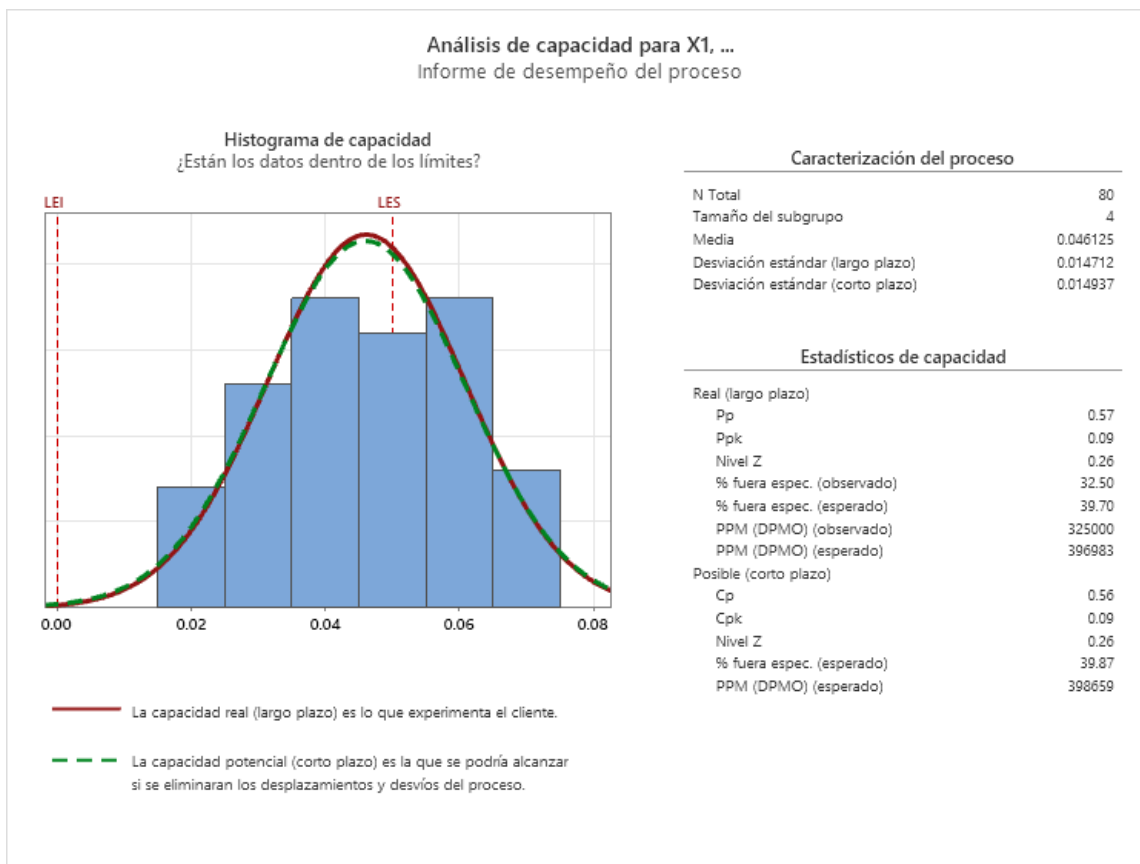 Análisis de capacidad para X1, ...
Informe de desempeño del proceso
Histograma de capacidad
¿Están los datos dentro de los límites?
LEI
LES
0.00
0.02
0.04
0.06
0.08
La capacidad real (largo plazo) es lo que experimenta el cliente.
La capacidad potencial (corto plazo) es la que se podría alcanzar
si se eliminaran los desplazamientos y desvíos del proceso.
Caracterización del proceso
N Total 80
Tamaño del subgrupo 4
Media 0.046125
Desviación estándar (largo plazo) 0.014712
Desviación estándar (corto plazo) 0.014937
Estadísticos de capacidad
Real (largo plazo)
Pp 0.57
Ppk 0.09
Nivel Z 0.26
% fuera espec. (observado) 32.50
% fuera espec. (esperado) 39.70
PPM (DPMO) (observado) 325000
PPM (DPMO) (esperado) 396983
Posible (corto plazo)
Cp 0.56
Cpk 0.09
Nivel Z 0.26
% fuera espec. (esperado) 39.87
PPM (DPMO) (esperado) 398659